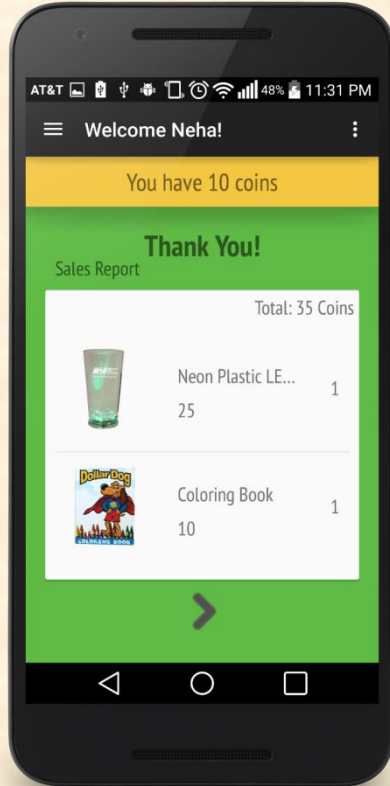 AT&T 48% 11:31 PM
Welcome Neha!
You have 10 coins
Thank You!
Sales Report
Total: 35 Coins
Neon Plastic LE...
1
25
Dollar Dog
COLORING BOOK
Coloring Book
1
10